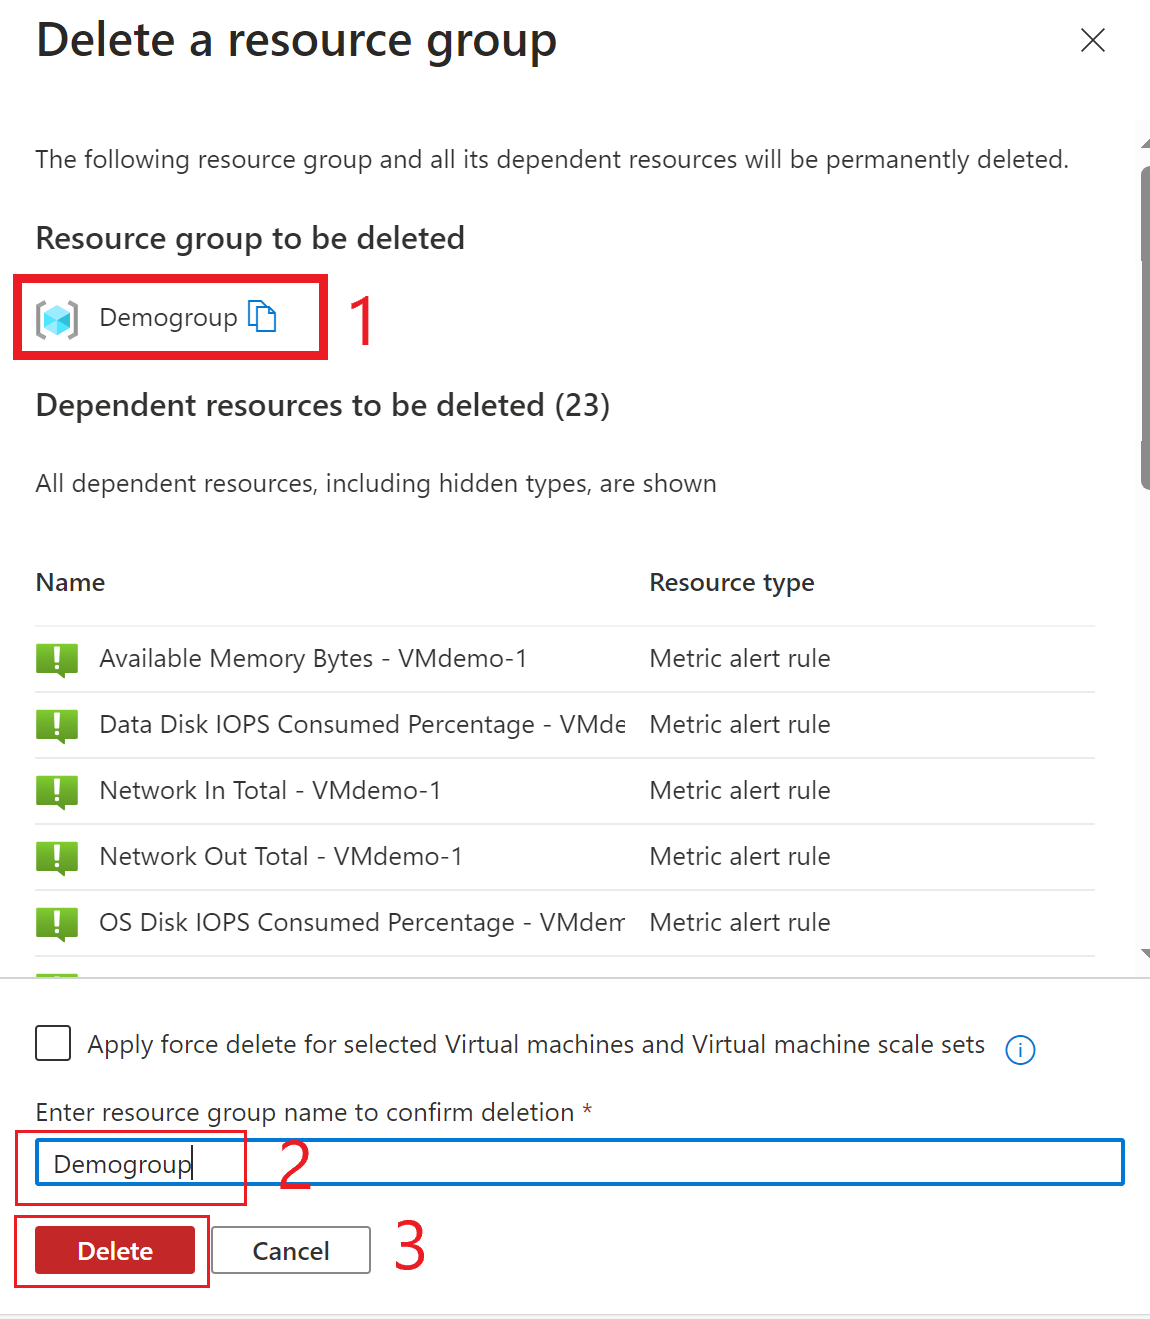 Delete a resource group
The following resource group and all its dependent resources will be permanently deleted.
Resource group to be deleted
Demogroup 1
Dependent resources to be deleted (23)
All dependent resources, including hidden types, are shown
Name Resource type
Available Memory Bytes - VMdemo-1 Metric alert rule
Data Disk IOPS Consumed Percentage - VMde Metric alert rule
Network In Total - VMdemo-1 Metric alert rule
Network Out Total - VMdemo-1 Metric alert rule
OS Disk IOPS Consumed Percentage - VMdem Metric alert rule
Apply force delete for selected Virtual machines and Virtual machine scale sets
Enter resource group name to confirm deletion *
Demogroup 2
Delete Cancel 3